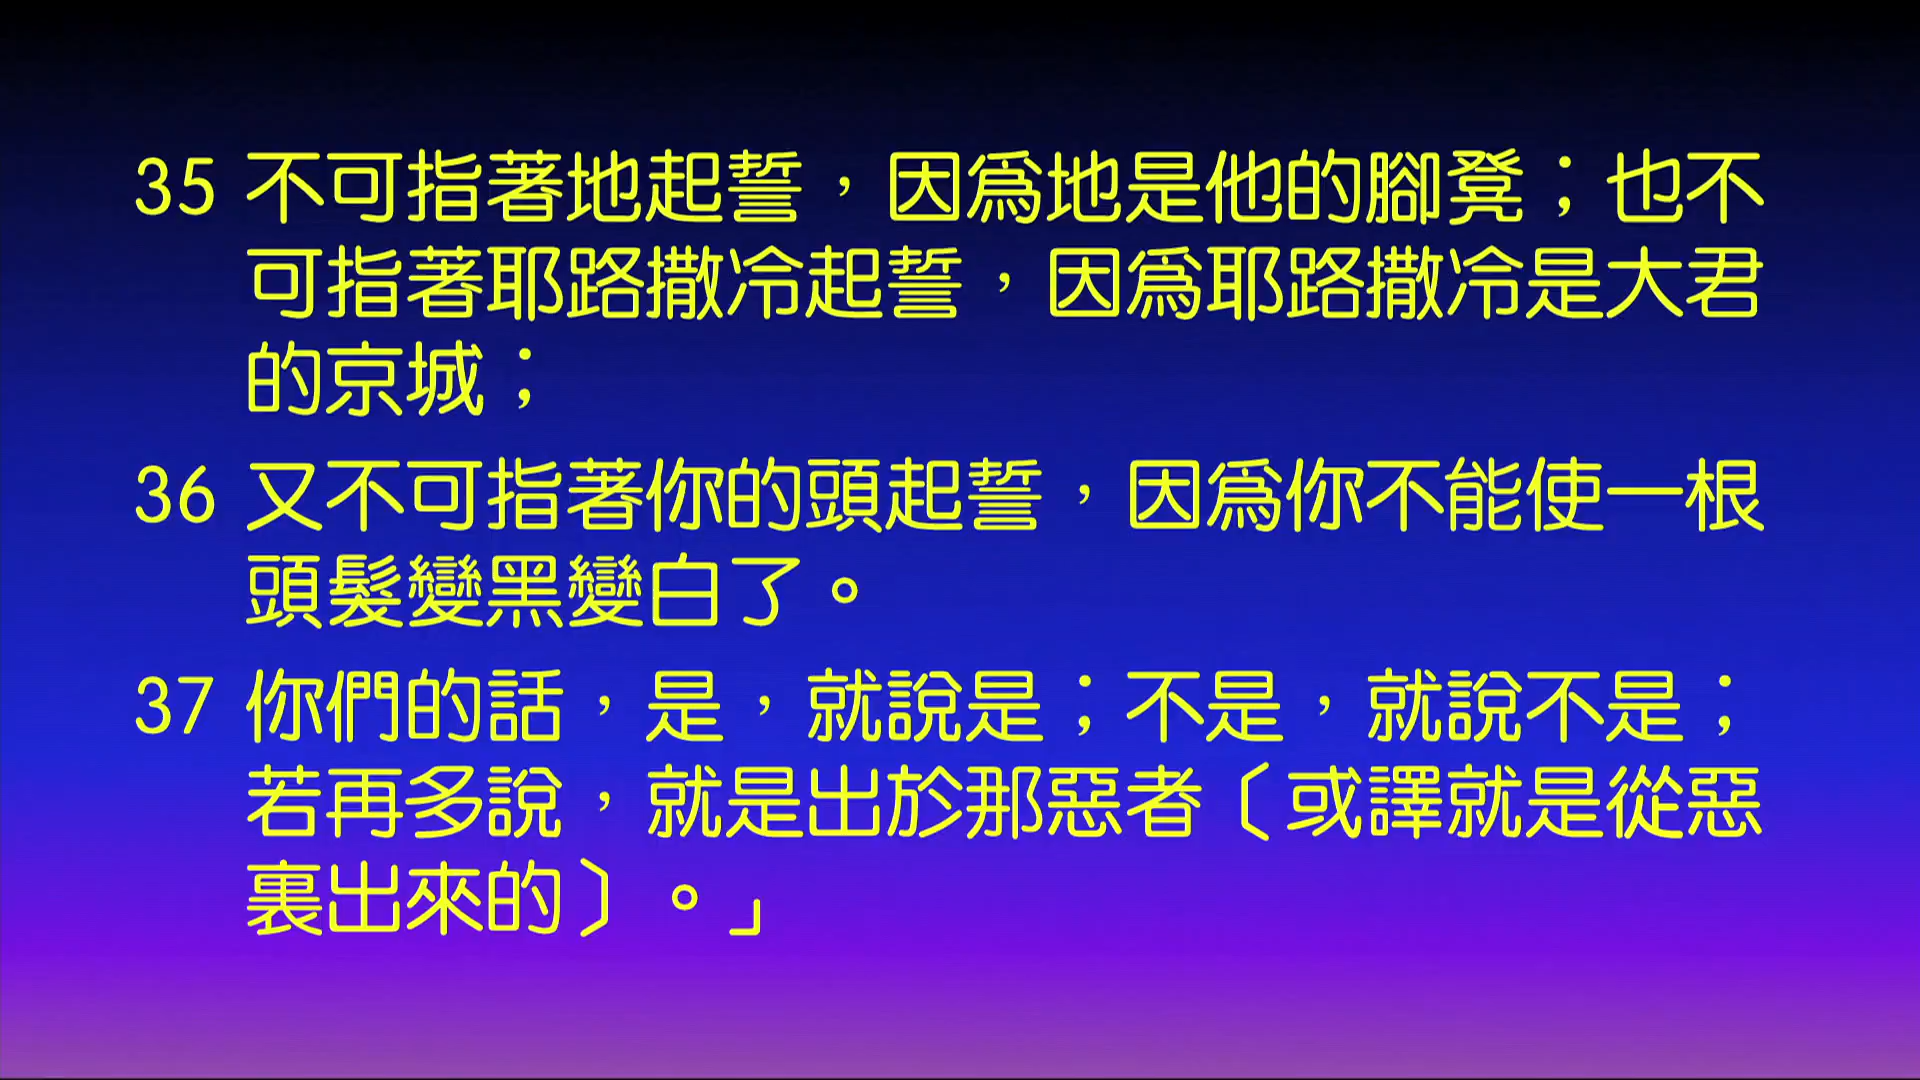 35 不可指著地起誓，因爲地是他的腳凳；也不
可指著耶路撒冷起誓，因爲耶路撒冷是大君
的京城；
36 又不可指著你的頭起誓，因爲你不能使一根
頭髮變黑變白了。
37 你們的話，是，就說是；不是，就說不是；
若再多說，就是出於那惡者〔或譯就是從惡
裏出來的〕。」